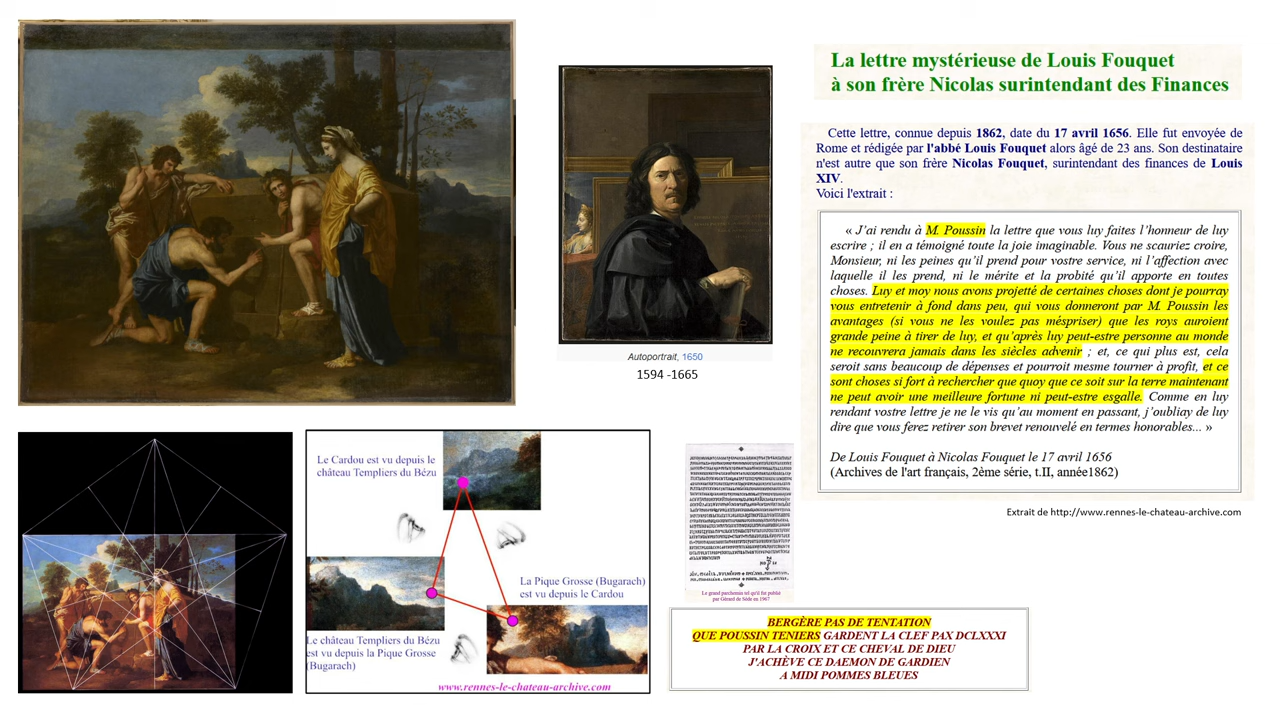 La lettre mystérieuse de Louis Fouquet
à son frère Nicolas surintendant des Finances
Cette lettre, connue depuis 1862, date du 17 avril 1656. Elle fut envoyée de
Rome et rédigée par l'abbé Louis Fouquet alors âgé de 23 ans. Son destinataire
n'est autre que son frère Nicolas Fouquet, surintendant des finances de Louis
XIV.
Voici l'extrait :
« J'ai rendu à M. Poussin la lettre que vous luy faites l'honneur de luy
escrire ; il en a témoigné toute la joie imaginable. Vous ne scauriez croire,
Monsieur, ni les peines qu'il prend pour vostre service, ni l'affection avec
laquelle il les prend, ni le mérite et la probité qu'il apporte en toutes
choses. Luy et moy nous avons projetté de certaines choses dont je pourray
vous entretenir à fond dans peu, qui vous donneront par M. Poussin les
avantages (si vous ne les voulez pas mépriser) que les roys auroient
grande peine à tirer de luy, et qu'après luy peut-estre personne au monde
ne recouvrera jamais dans les siècles advenir ; et, ce qui plus est, cela
seroit sans beaucoup de dépenses et pourroit mesme tourner à profit, et ce
sont choses si fort à rechercher que quoy que ce soit sur la terre maintenant
ne peut avoir une meilleure fortune ni peut-estre esgalle. Comme en luy
rendant vostre lettre je ne le vis qu'au moment en passant, j'oubliay de luy
dire que vous ferez retirer son brevet renouvelé en termes honorables... »
De Louis Fouquet à Nicolas Fouquet le 17 avril 1656
(Archives de l'art français, 2ème série, t.II, année1862)
Extrait de http://www.rennes-le-chateau-archive.com
Autoportrait, 1650
1594 -1665
Le Cardou est vu depuis le
château Templiers du Bézu
La Pique Grosse (Bugarach)
est vu depuis le Cardou
Le château Templiers du Bézu
est vu depuis la Pique Grosse
(Bugarach)
www.rennes-le-chateau-archive.com
Le grand parchemin tel qu'il fut publié
par Gérard de Sède en 1967
BERGÈRE PAS DE TENTATION
QUE POUSSIN TENIERS GARDENT LA CLEF PAX DCLXXXI
PAR LA CROIX ET CE CHEVAL DE DIEU
J'ACHÈVE CE DAEMON DE GARDIEN
A MIDI POMMES BLEUES